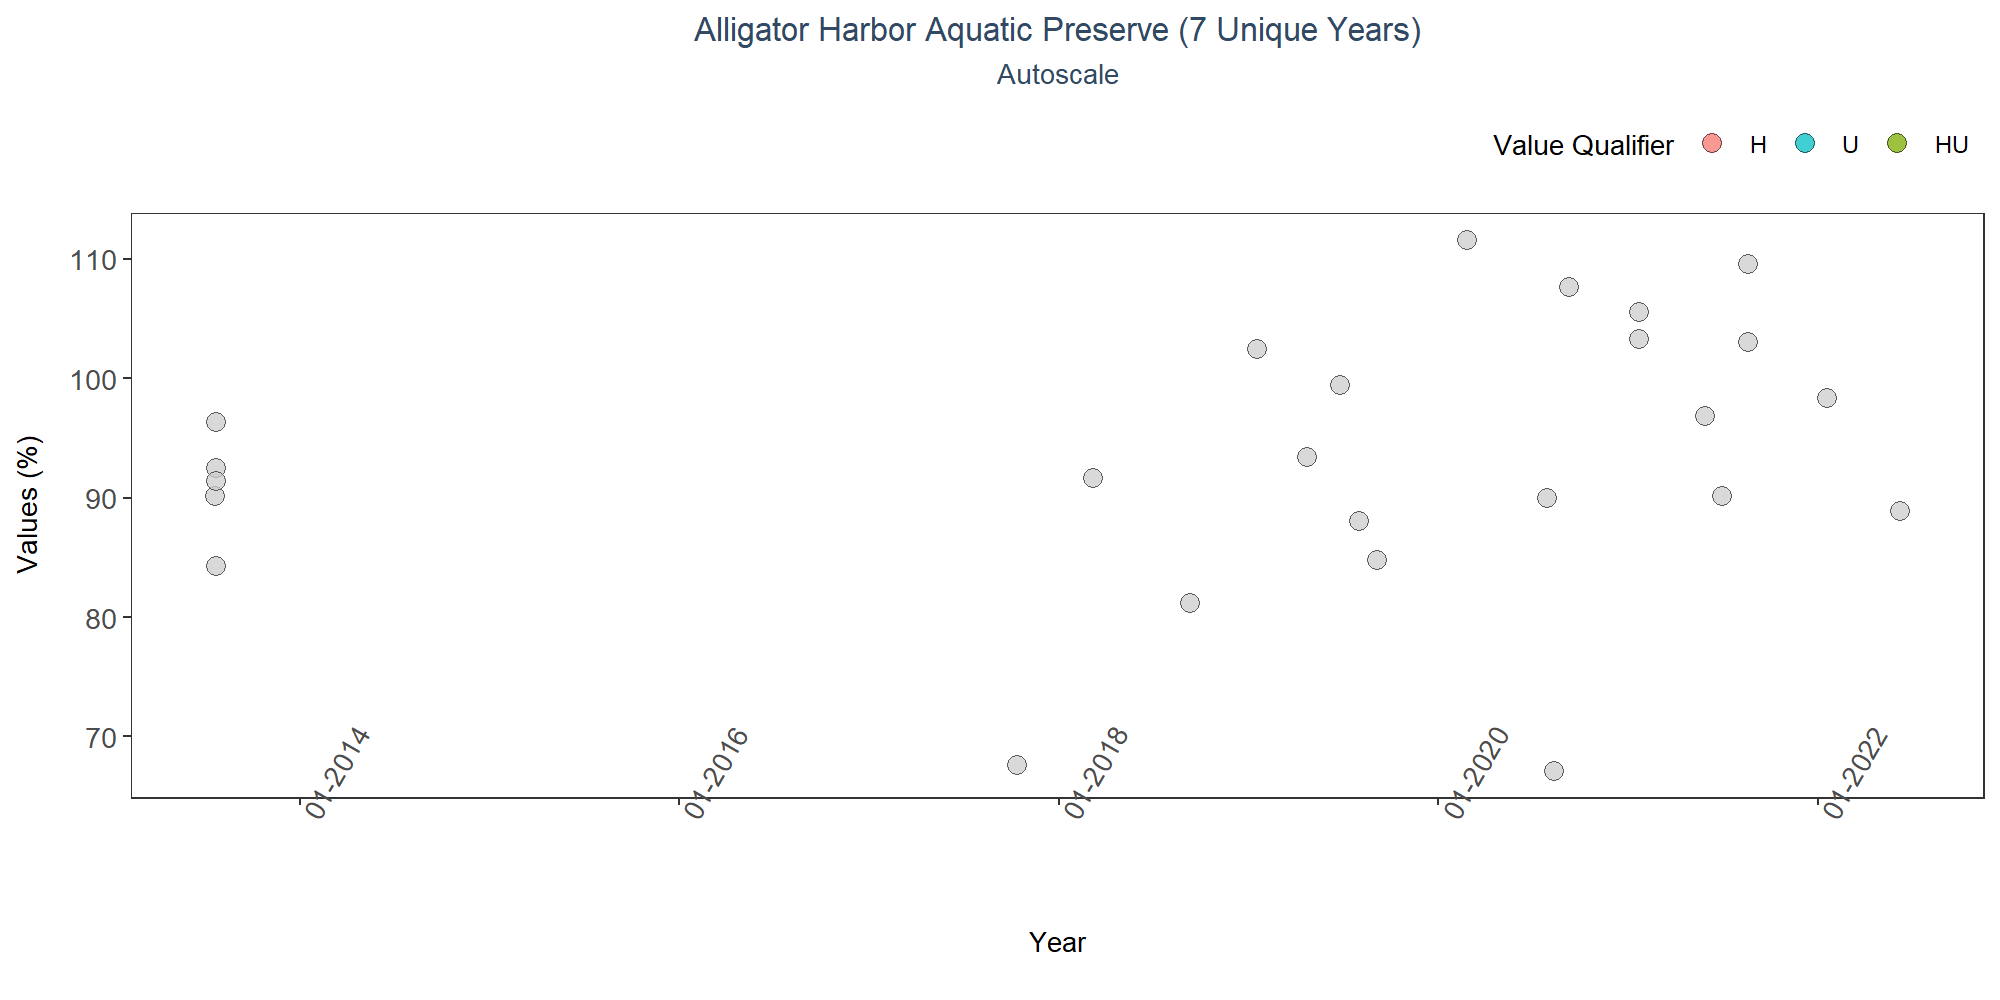 Alligator Harbor Aquatic Preserve (7 Unique Years)
Autoscale
Value Qualifier H U HU
110
100
90
80
70
Values (%)
01-2014 01-2016 01-2018 01-2020 01-2022
Year